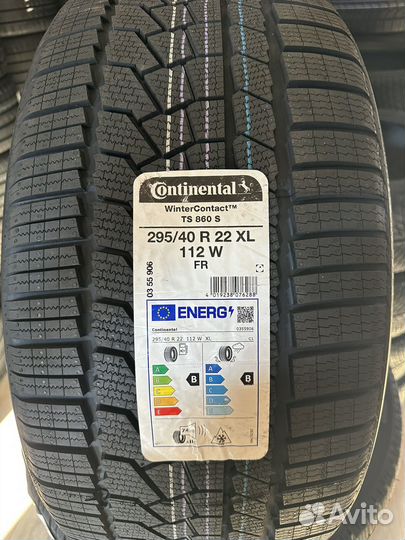 Continental
WinterContact™
TS 860 S
295/40 R 22 XL
112 W
FR
03 55 906
4 019238 076288
ENERG
Continental
0355906
295/40 R 22 112 W XL
C1
A
B
C
D
E
B
A
B
C
D
E
B
Avito